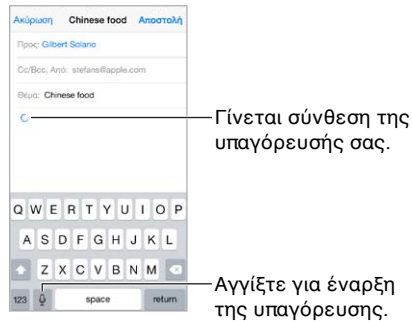 Ακύρωση Chinese food Αποστολή
Προς: Gilbert Solano
Cc/Bcc, Από: stefans@apple.com
Θέμα: Chinese food
Γίνεται σύνθεση της
υπαγόρευσής σας.
Q W E R T Y U I O P
A S D F G H J K L
Z X C V B N M
123 space return
Αγγίξτε για έναρξη
της υπαγόρευσης.